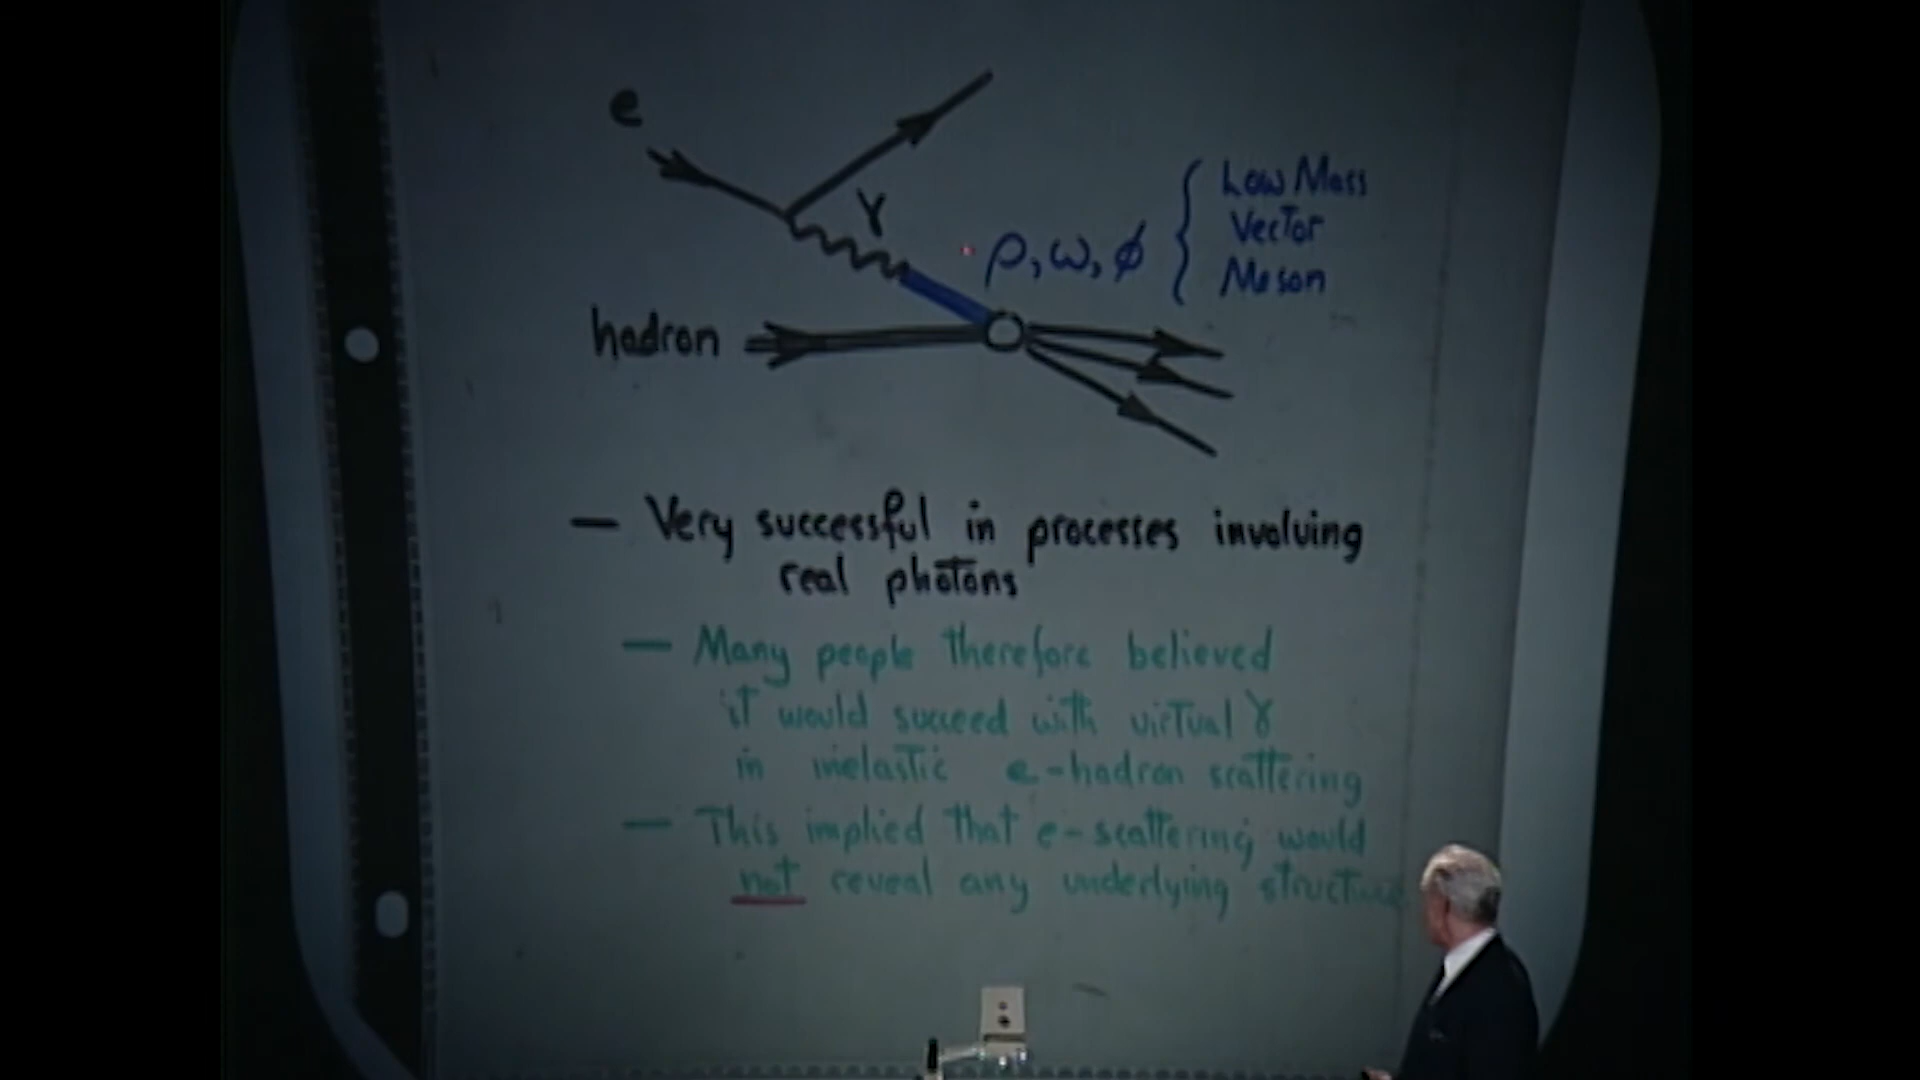 e
γ
ρ, ω, ϕ { Low Mass
Vector
Meson
hadron
— Very successful in processes involving
real photons
— Many people therefore believed
it would succeed with virtual γ
in inelastic e-hadron scattering
— This implied that e-scattering would
not reveal any underlying structure